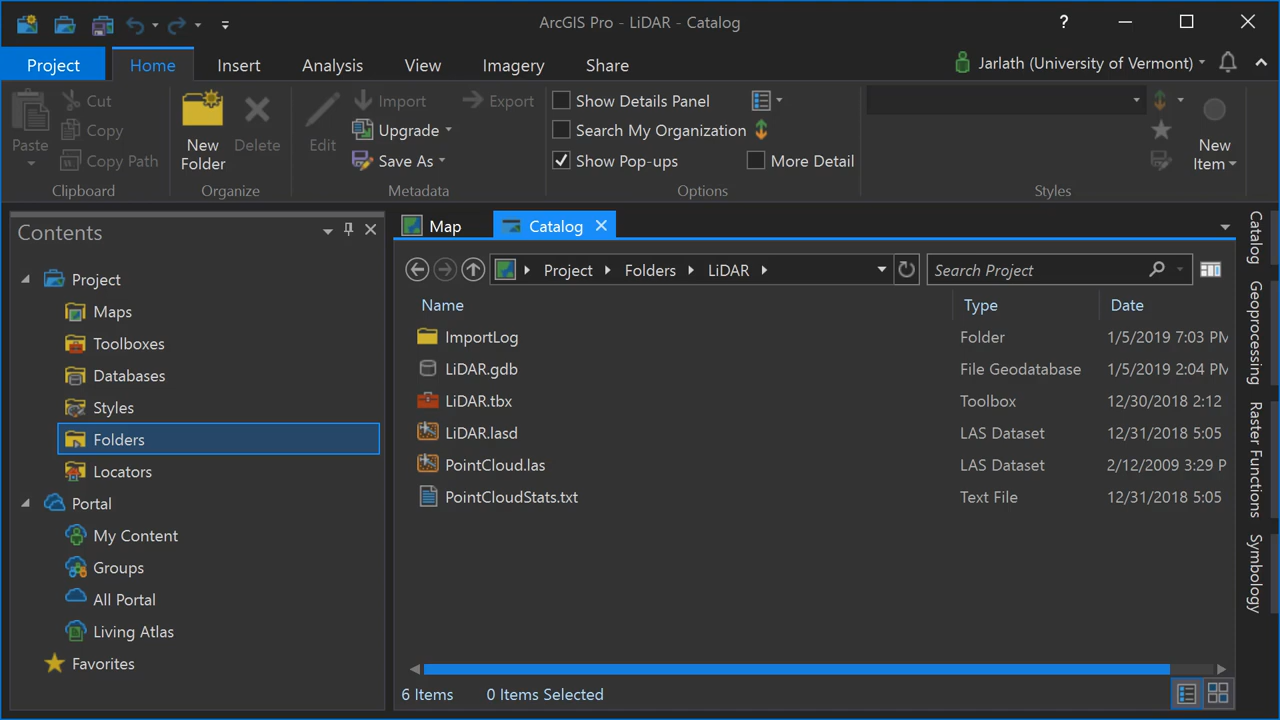 ArcGIS Pro - LiDAR - Catalog
?
Project Home Insert Analysis View Imagery Share
Jarlath (University of Vermont)
Paste
Cut
Copy
Copy Path
Clipboard
New
Folder
Delete
Organize
Edit
Import
Export
Upgrade
Save As
Metadata
Show Details Panel
Search My Organization
Show Pop-ups
More Detail
Options
New
Item
Styles
Contents
Project
Maps
Toolboxes
Databases
Styles
Folders
Locators
Portal
My Content
Groups
All Portal
Living Atlas
Favorites
Map
Catalog
Project Folders LiDAR
Search Project
Name Type Date
ImportLog Folder 1/5/2019 7:03 PM
LiDAR.gdb File Geodatabase 1/5/2019 2:04 PM
LiDAR.tbx Toolbox 12/30/2018 2:12
LiDAR.lasd LAS Dataset 12/31/2018 5:05
PointCloud.las LAS Dataset 2/12/2009 3:29 P
PointCloudStats.txt Text File 12/31/2018 5:05
6 Items 0 Items Selected
Catalog
Geoprocessing
Raster Functions
Symbology